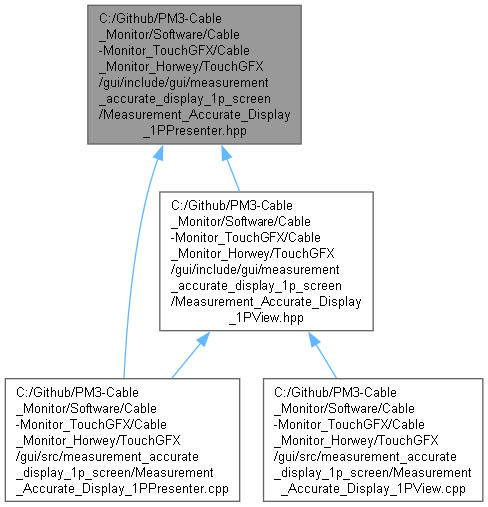 C:/Github/PM3-Cable
_Monitor/Software/Cable
-Monitor_TouchGFX/Cable
_Monitor_Horwey/TouchGFX
/gui/include/gui/measurement
_accurate_display_1p_screen
/Measurement_Accurate_Display
_1PPresenter.hpp
C:/Github/PM3-Cable
_Monitor/Software/Cable
-Monitor_TouchGFX/Cable
_Monitor_Horwey/TouchGFX
/gui/include/gui/measurement
_accurate_display_1p_screen
/Measurement_Accurate_Display
_1PView.hpp
C:/Github/PM3-Cable
_Monitor/Software/Cable
-Monitor_TouchGFX/Cable
_Monitor_Horwey/TouchGFX
/gui/src/measurement_accurate
_display_1p_screen/Measurement
_Accurate_Display_1PPresenter.cpp
C:/Github/PM3-Cable
_Monitor/Software/Cable
-Monitor_TouchGFX/Cable
_Monitor_Horwey/TouchGFX
/gui/src/measurement_accurate
_display_1p_screen/Measurement
_Accurate_Display_1PView.cpp